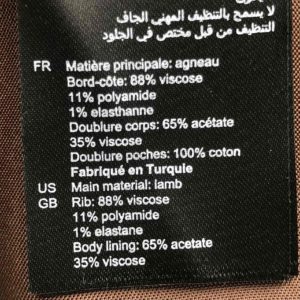 لا يسمح بالتنظيف المهني الجاف
التنظيف من قبل مختص في الجلود
FR Matière principale: agneau
Bord-côte: 88% viscose
11% polyamide
1% elasthanne
Doublure corps: 65% acétate
35% viscose
Doublure poches: 100% coton
Fabriqué en Turquie
US Main material: lamb
GB Rib: 88% viscose
11% polyamide
1% elastane
Body lining: 65% acetate
35% viscose